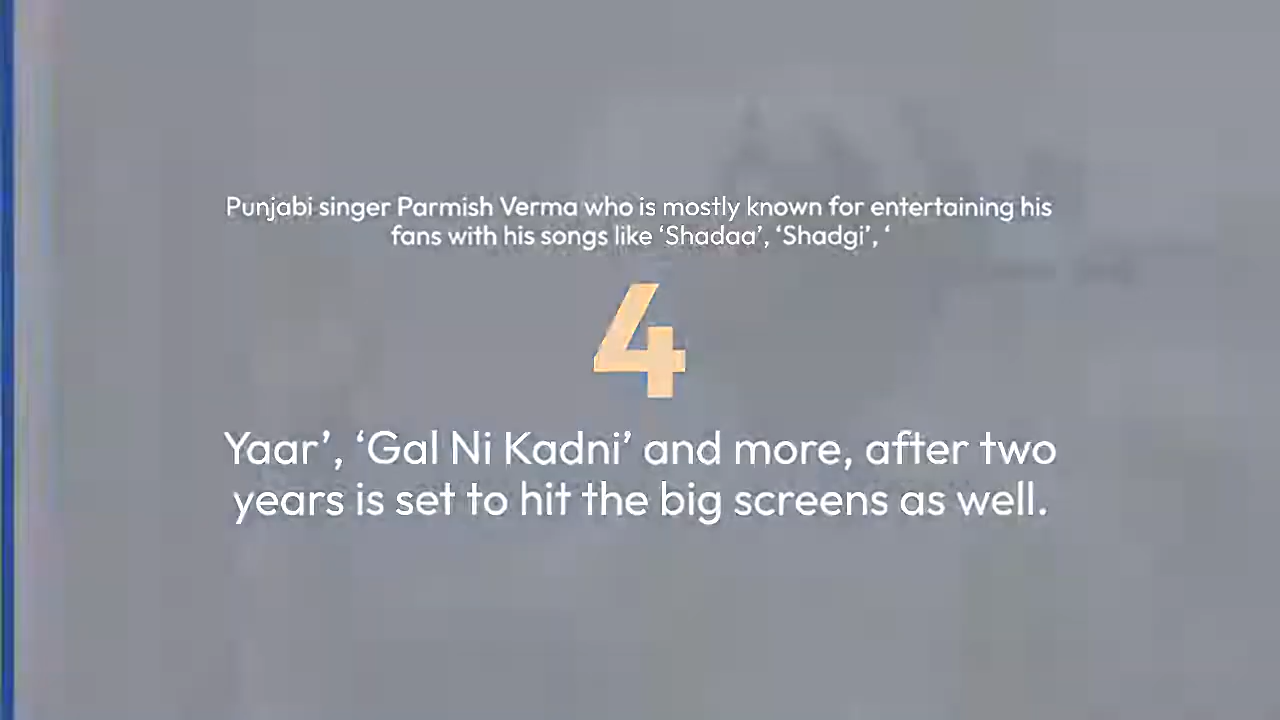 Punjabi singer Parmish Verma who is mostly known for entertaining his
fans with his songs like ‘Shadaa’, ‘Shadgi’, ‘
4
Yaar’, ‘Gal Ni Kadni’ and more, after two
years is set to hit the big screens as well.